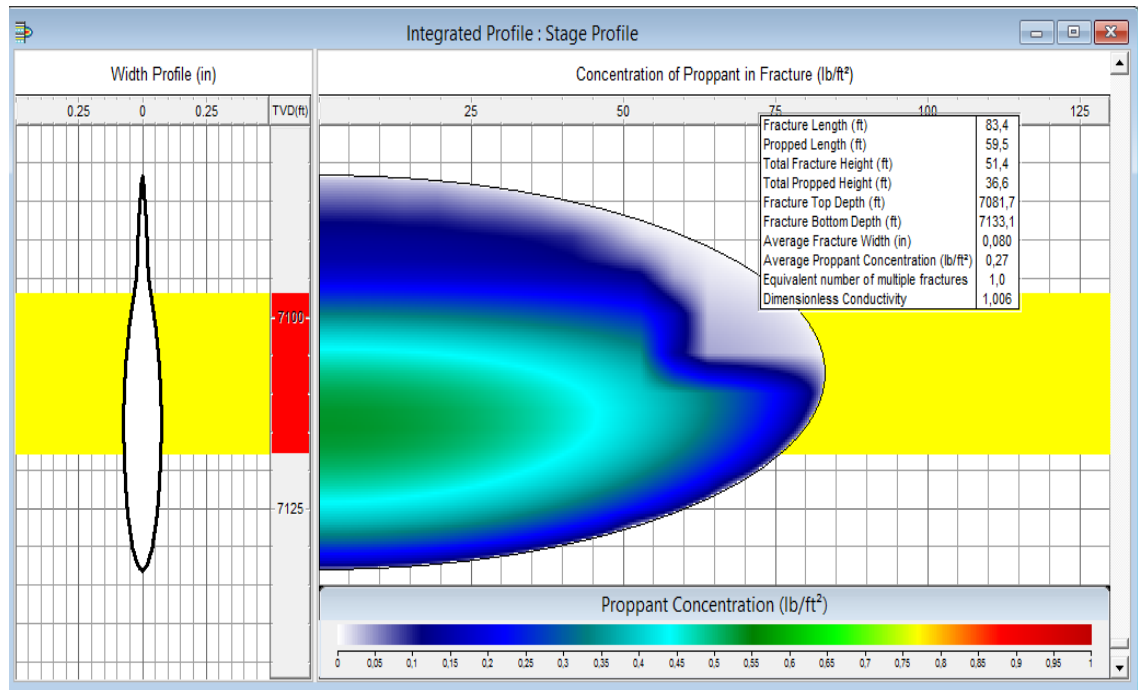 Integrated Profile : Stage Profile
Width Profile (in)
Concentration of Proppant in Fracture (lb/ft²)
0.25 0 0.25 TVD(ft)
25 50 75 100 125
Fracture Length (ft) 83,4
Propped Length (ft) 59,5
Total Fracture Height (ft) 51,4
Total Propped Height (ft) 36,6
Fracture Top Depth (ft) 7081,7
Fracture Bottom Depth (ft) 7133,1
Average Fracture Width (in) 0,080
Average Proppant Concentration (lb/ft²) 0,27
Equivalent number of multiple fractures 1,0
Dimensionless Conductivity 1,006
7100
7125
Proppant Concentration (lb/ft²)
0 0,05 0,1 0,15 0,2 0,25 0,3 0,35 0,4 0,45 0,5 0,55 0,6 0,65 0,7 0,75 0,8 0,85 0,9 0,95 1